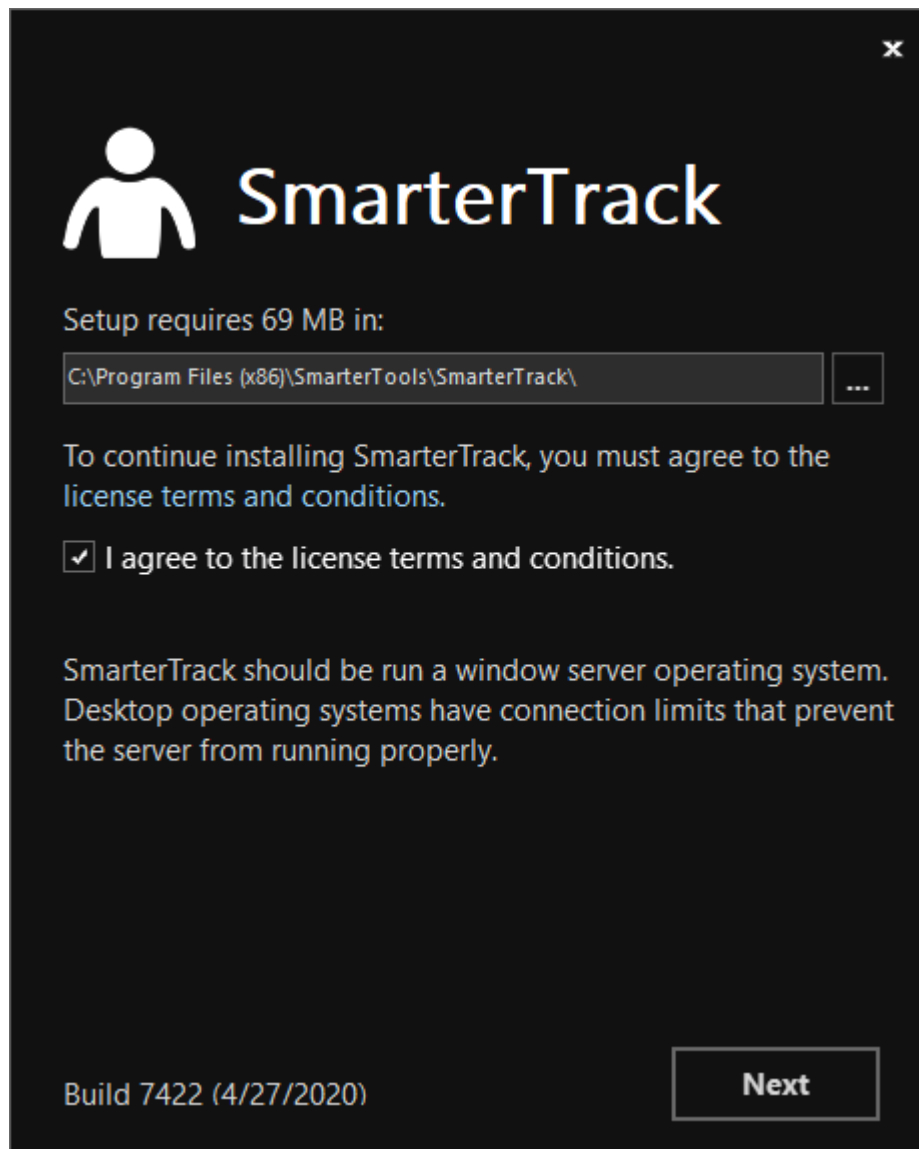 x
SmarterTrack
Setup requires 69 MB in:
C:\Program Files (x86)\SmarterTools\SmarterTrack\
...
To continue installing SmarterTrack, you must agree to the
license terms and conditions.
I agree to the license terms and conditions.
SmarterTrack should be run a window server operating system.
Desktop operating systems have connection limits that prevent
the server from running properly.
Build 7422 (4/27/2020)
Next